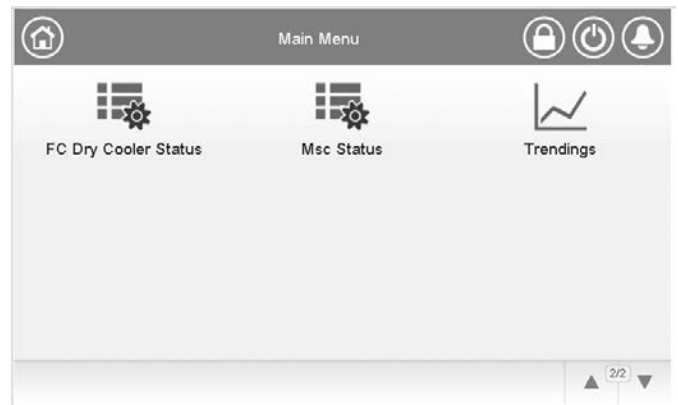 Main Menu
FC Dry Cooler Status
Msc Status
Trendings
2/2